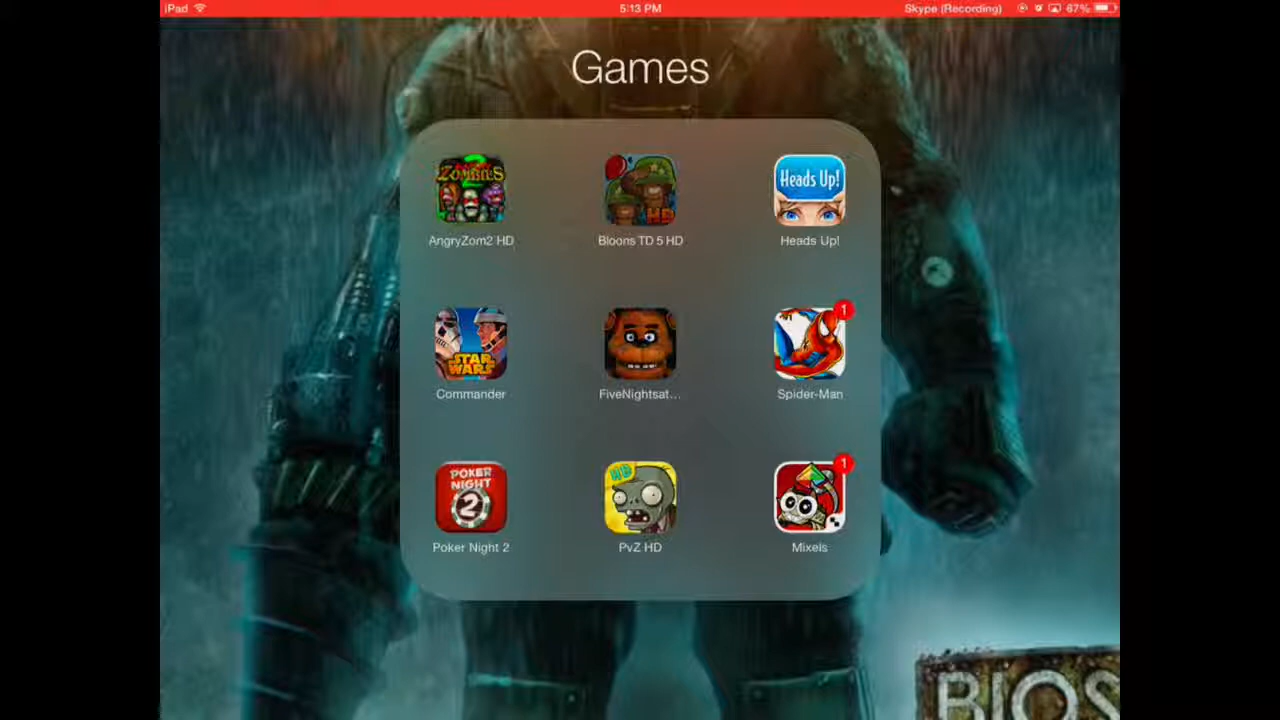 iPad 5:13 PM Skype (Recording) 67%
Games
ZOMBIES 2 HD Heads Up!
AngryZom2 HD Bloons TD 5 HD Heads Up!
1
STAR WARS
Commander FiveNightsat... Spider-Man
1
POKER NIGHT 2 HD
Poker Night 2 PvZ HD Mixels
BIOS